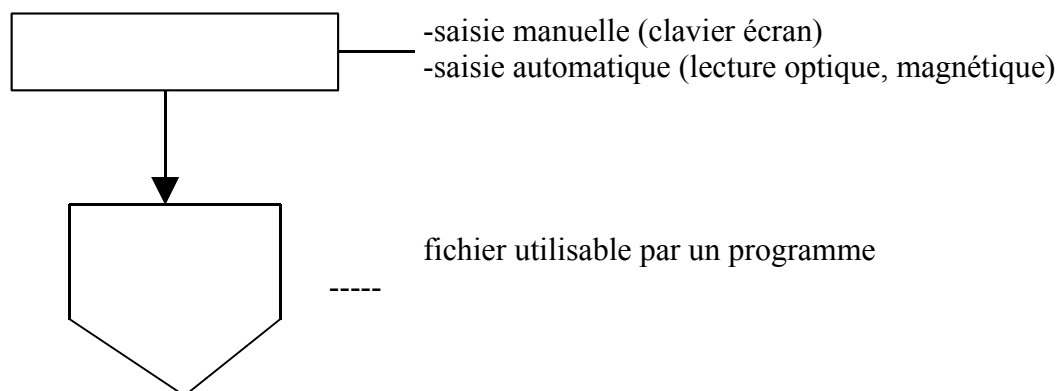 -saisie manuelle (clavier écran)
-saisie automatique (lecture optique, magnétique)
fichier utilisable par un programme
-----